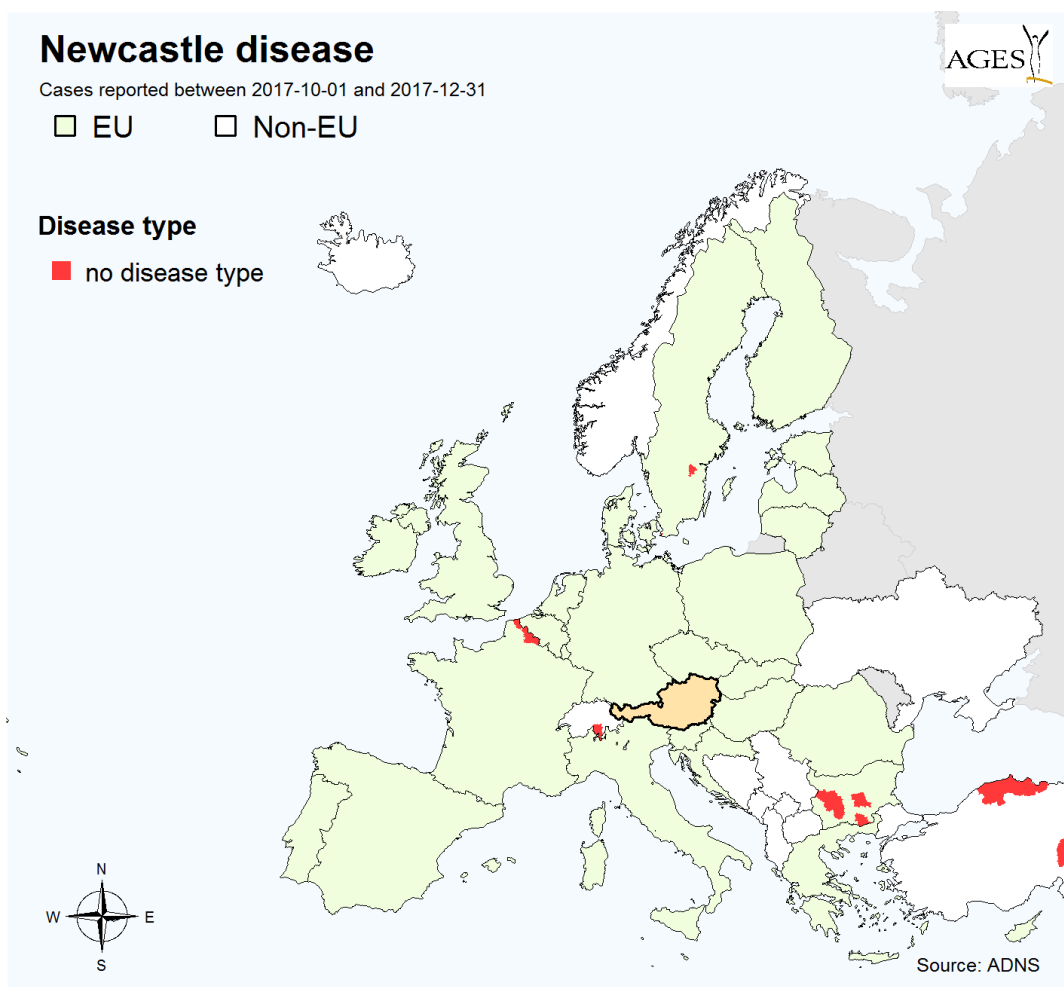 Newcastle disease
Cases reported between 2017-10-01 and 2017-12-31
EU Non-EU
AGES
Disease type
no disease type
N
W E
S
Source: ADNS